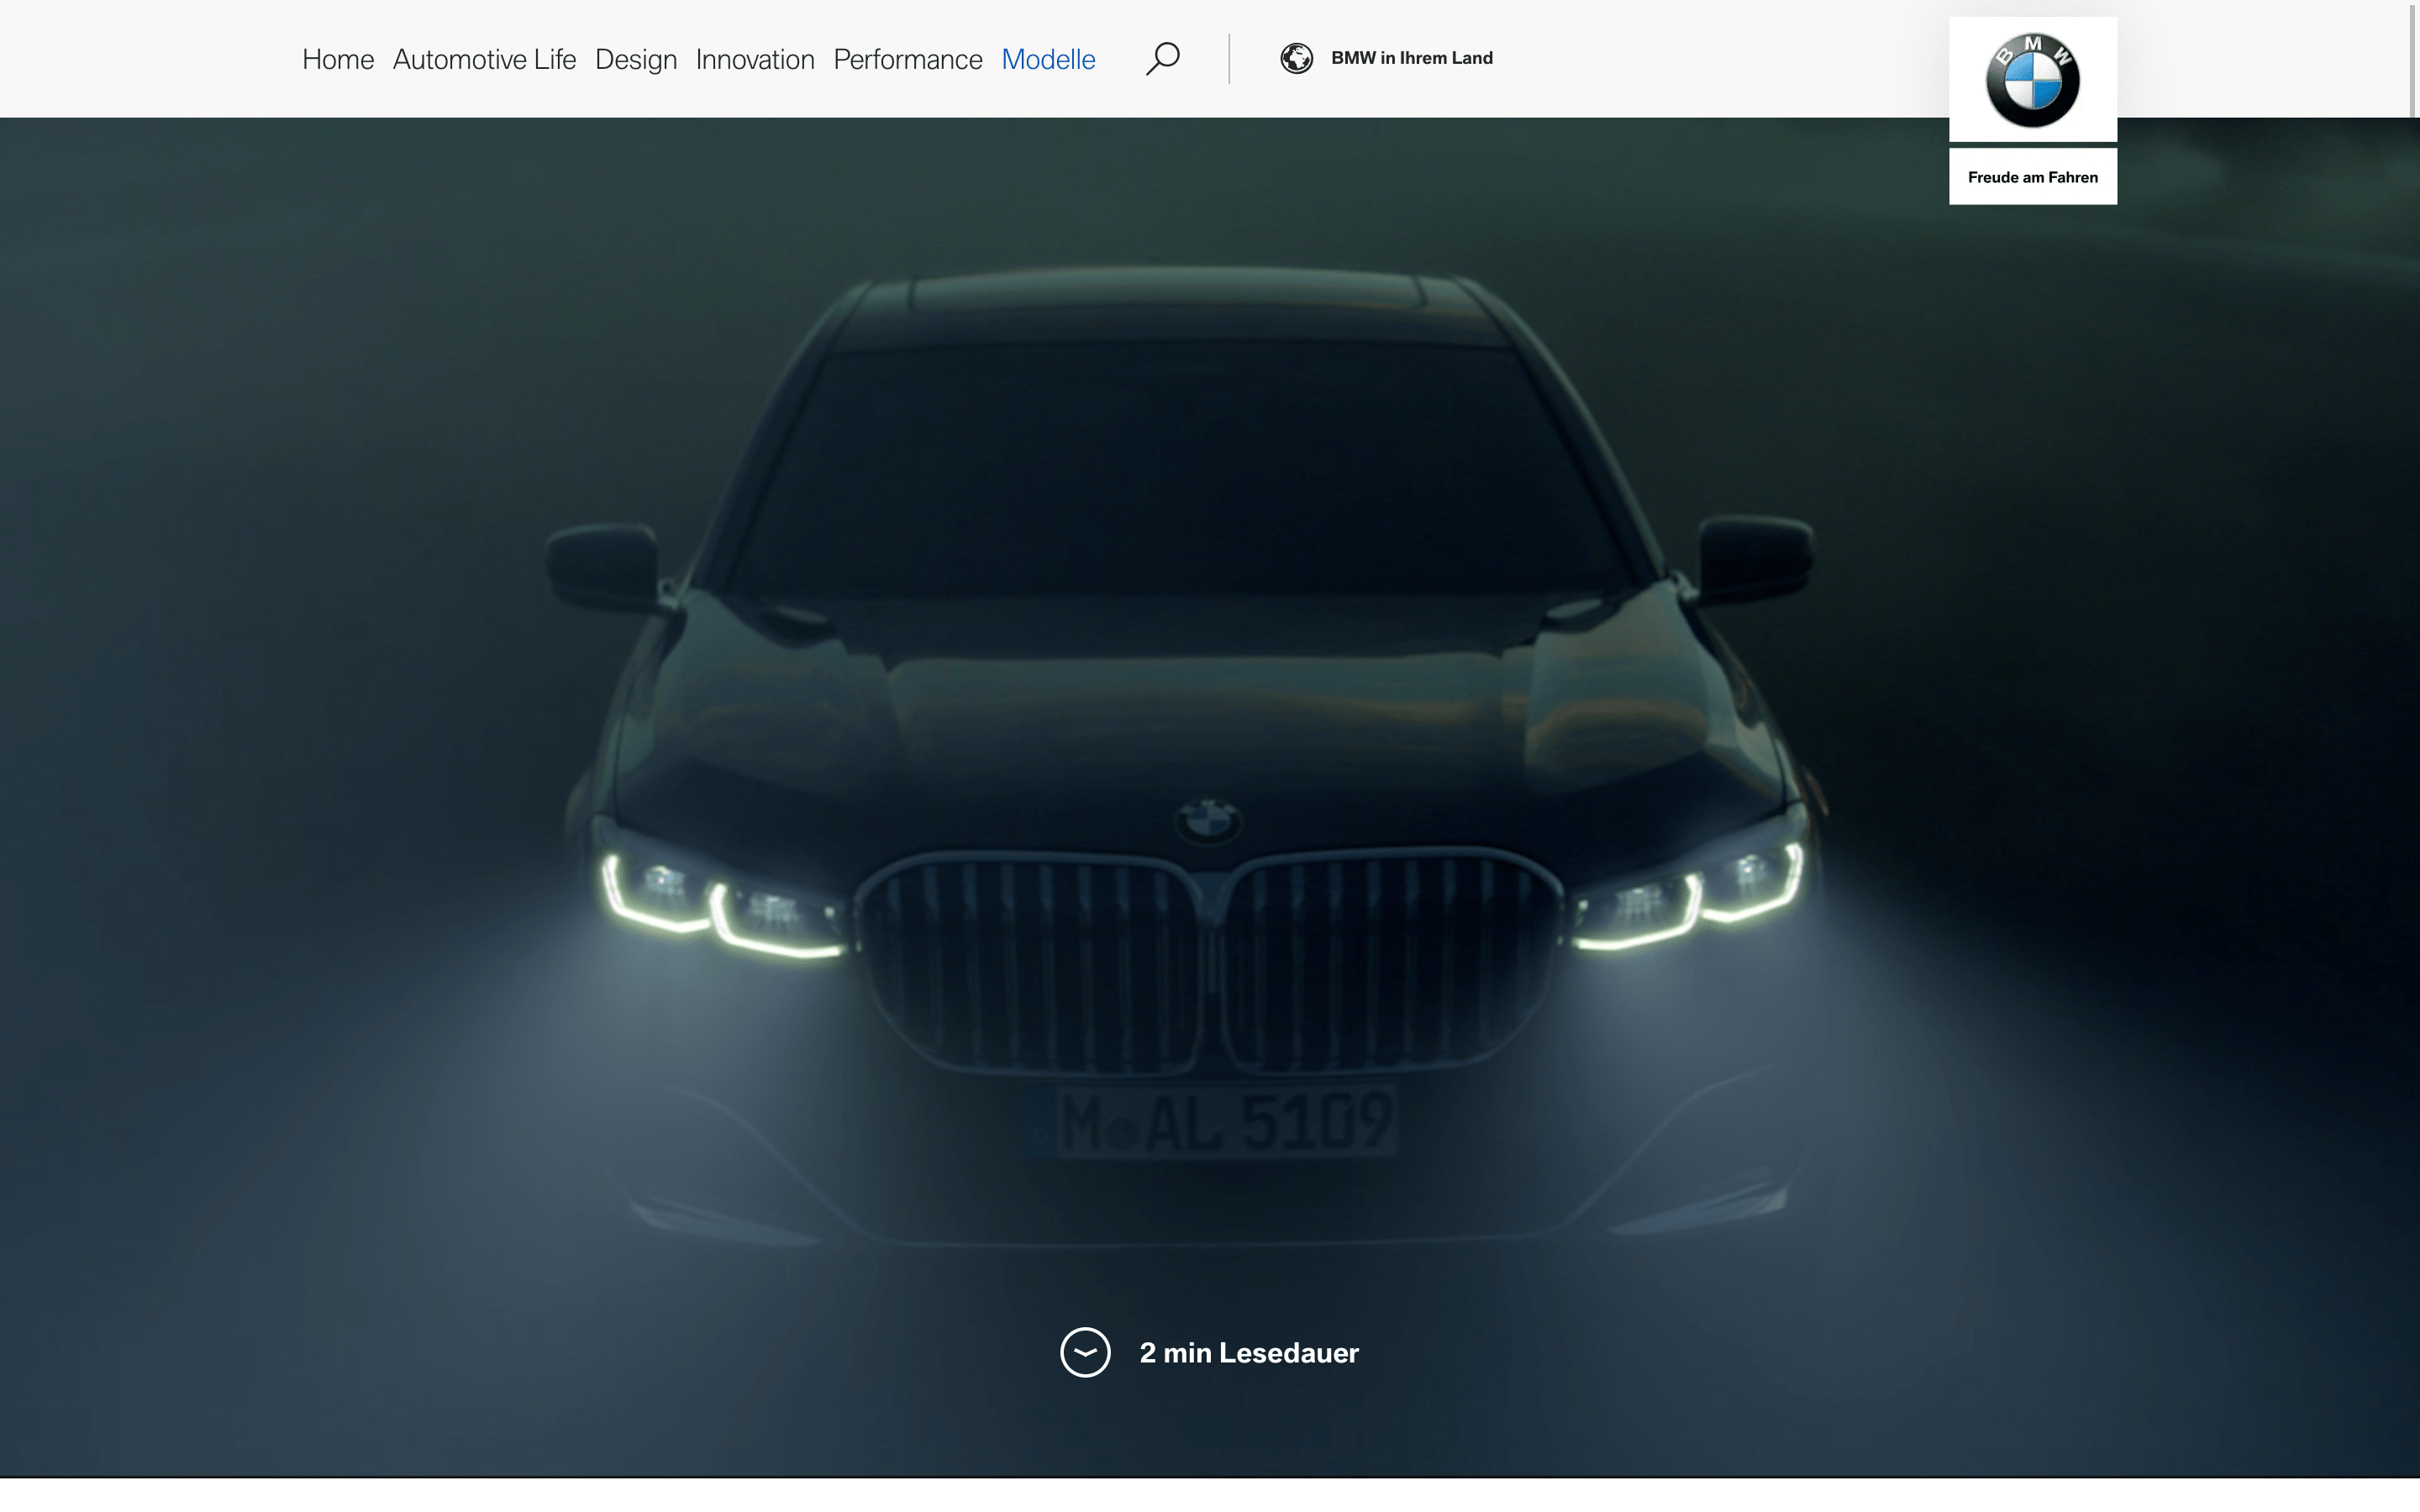 Home Automotive Life Design Innovation Performance Modelle
BMW in Ihrem Land
BMW
Freude am Fahren
M AL 5109
2 min Lesedauer